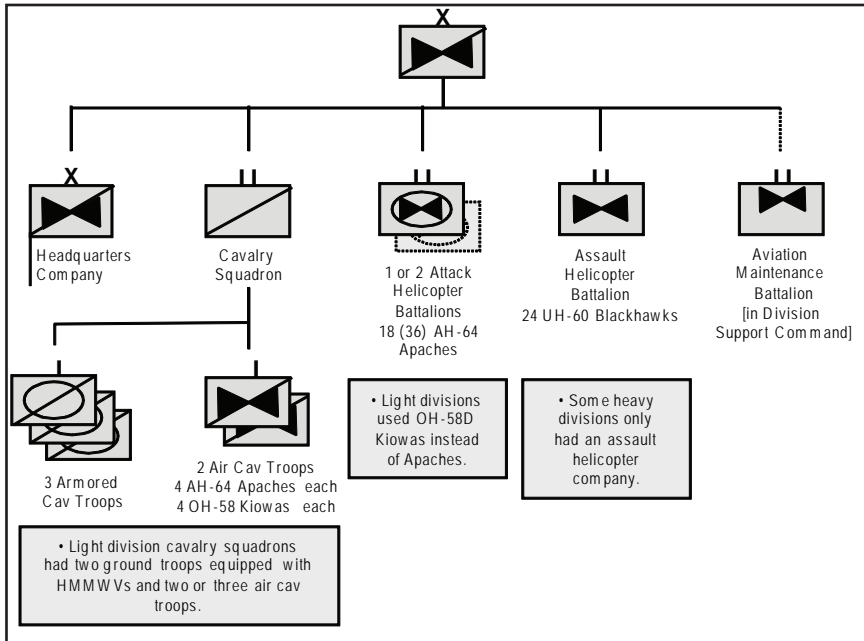 X
X
Headquarters
Company
Cavalry
Squadron
1 or 2 Attack
Helicopter
Battalions
18 (36) AH-64
Apaches
Assault
Helicopter
Battalion
24 UH-60 Blackhawks
Aviation
Maintenance
Battalion
[in Division
Support Command]
3 Armored
Cav Troops
2 Air Cav Troops
4 AH-64 Apaches each
4 OH-58 Kiowas each
• Light divisions
used OH-58D
Kiowas instead
of Apaches.
• Some heavy
divisions only
had an assault
helicopter
company.
• Light division cavalry squadrons
had two ground troops equipped with
HMMWVs and two or three air cav
troops.